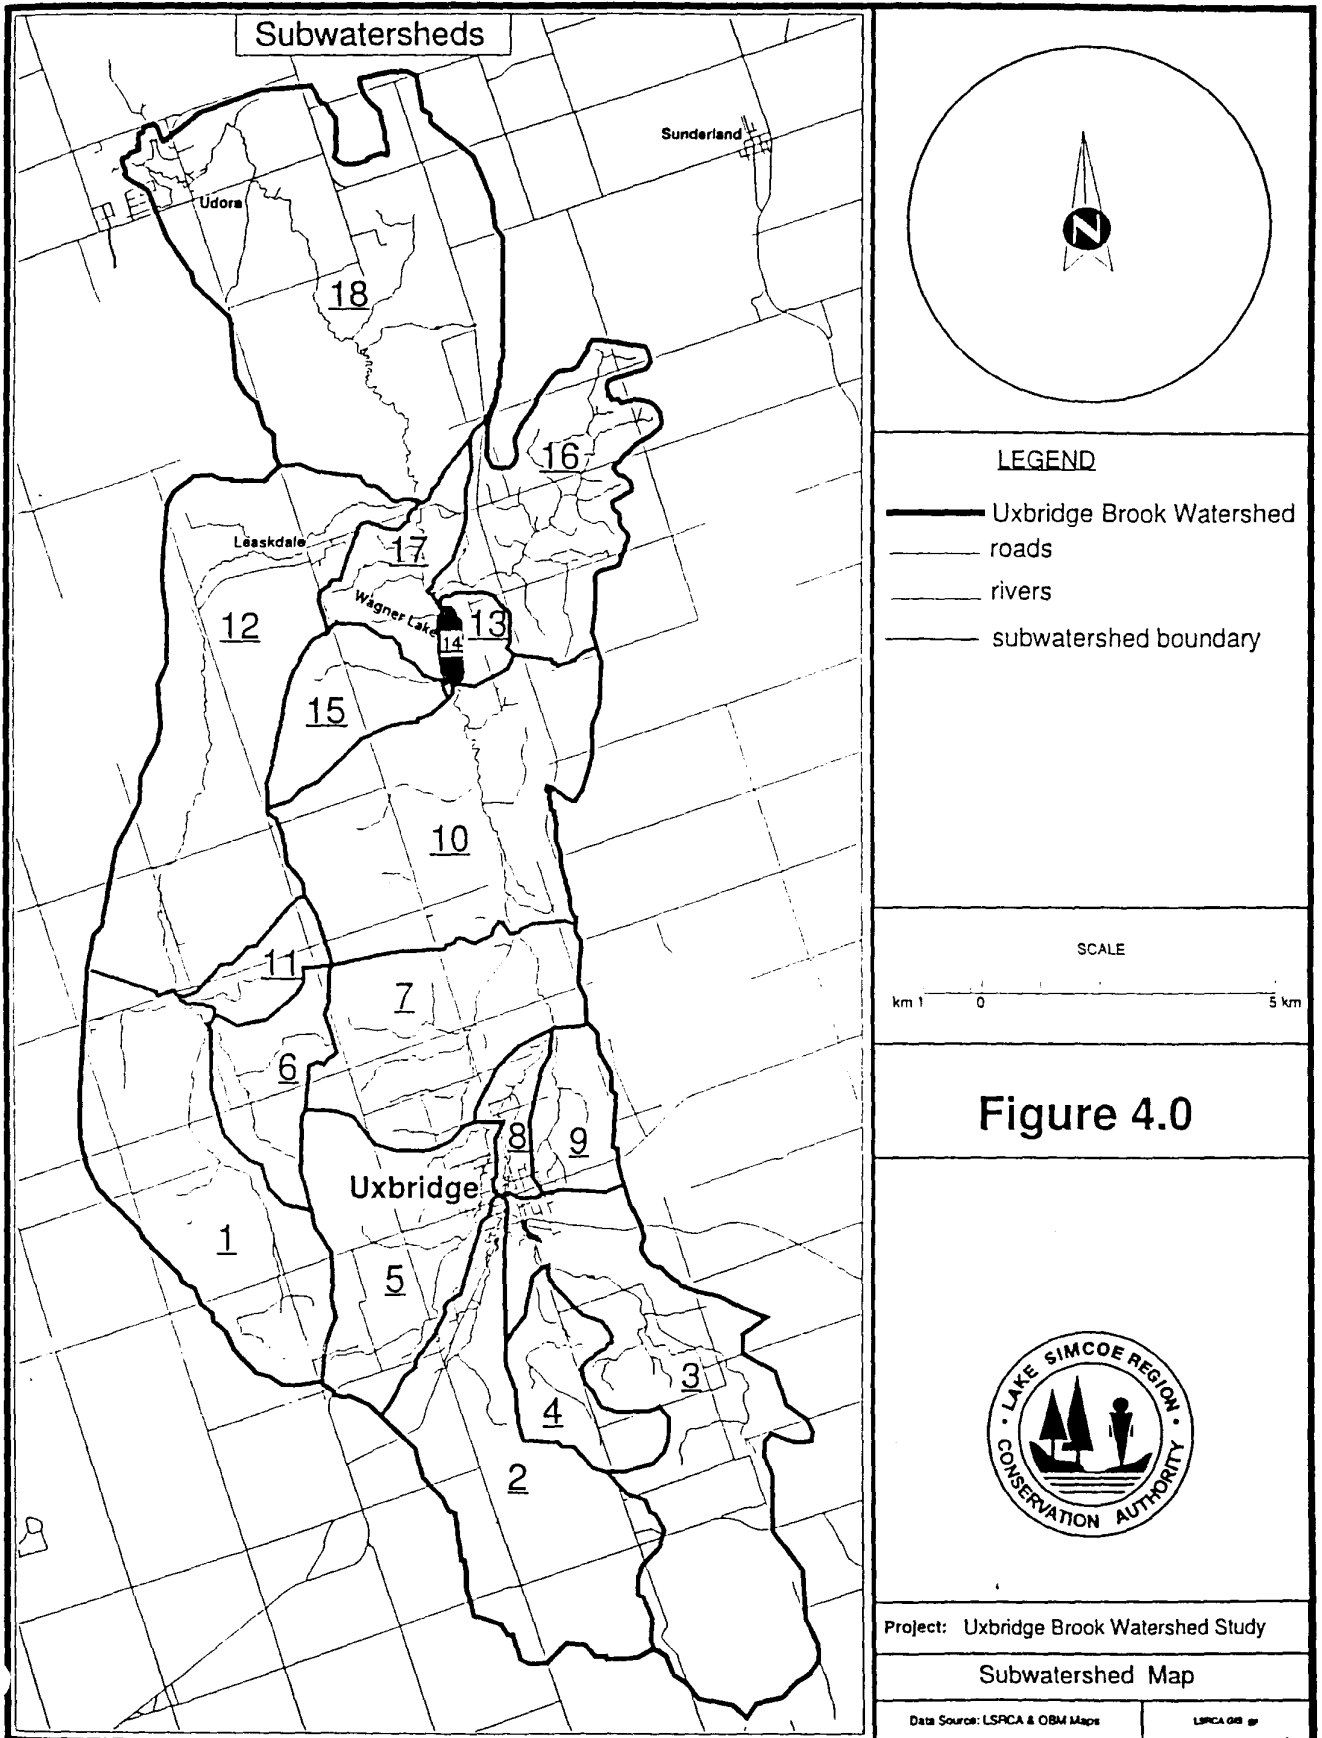 Subwatersheds
Sunderland
Udora
18
16
Leaskdale
17
Wagner Lake
12
13
14
15
10
11
7
6
8
9
Uxbridge
1
5
3
4
2
N
LEGEND
Uxbridge Brook Watershed
roads
rivers
subwatershed boundary
SCALE
km 1 0 5 km
Figure 4.0
LAKE SIMCOE REGION
CONSERVATION AUTHORITY
Project: Uxbridge Brook Watershed Study
Subwatershed Map
Data Source: LSRCA & OBM Maps
LSRCA GIS